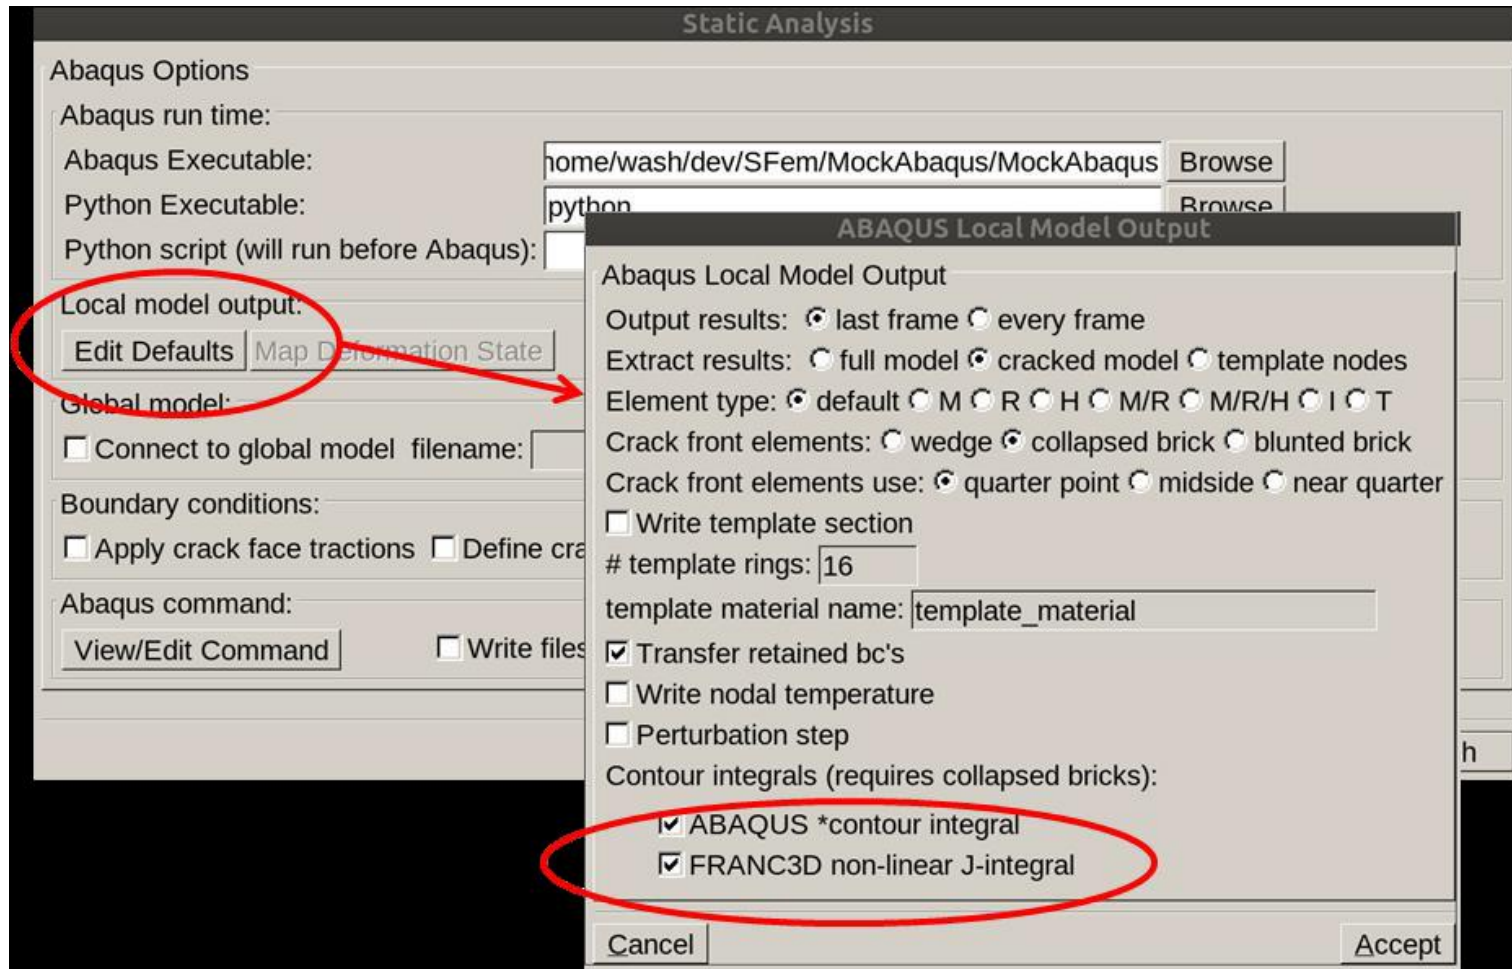 Static Analysis
Abaqus Options
Abaqus run time:
Abaqus Executable: home/wash/dev/SFem/MockAbaqus/MockAbaqus Browse
Python Executable: python Browse
Python script (will run before Abaqus):
Local model output:
Edit Defaults Map Deformation State
Global model:
Connect to global model filename:
Boundary conditions:
Apply crack face tractions Define cra
Abaqus command:
View/Edit Command Write files
h
ABAQUS Local Model Output
Abaqus Local Model Output
Output results: last frame every frame
Extract results: full model cracked model template nodes
Element type: default M R H M/R M/R/H I T
Crack front elements: wedge collapsed brick blunted brick
Crack front elements use: quarter point midside near quarter
Write template section
# template rings: 16
template material name: template_material
Transfer retained bc's
Write nodal temperature
Perturbation step
Contour integrals (requires collapsed bricks):
ABAQUS *contour integral
FRANC3D non-linear J-integral
Cancel Accept